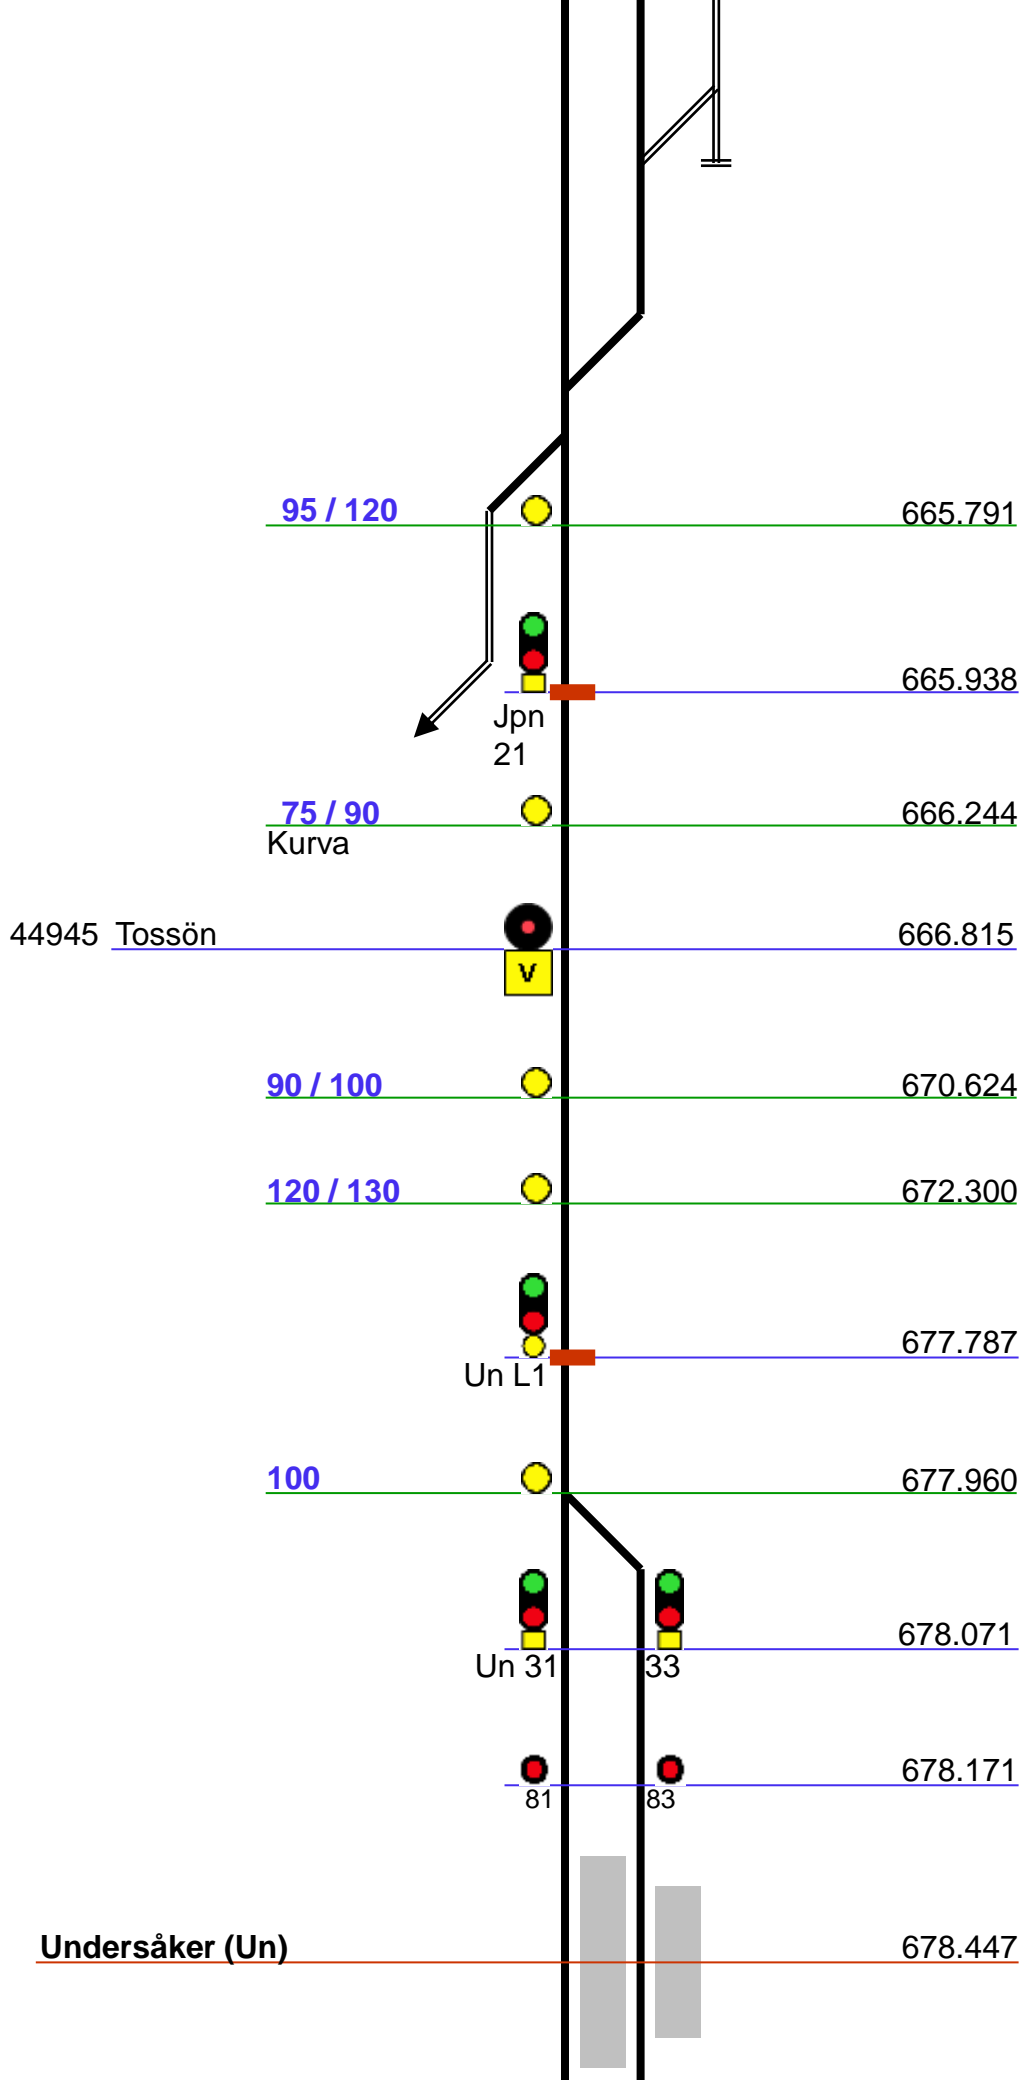 95 / 120 665.791
665.938
Jpn
21
75 / 90 666.244
Kurva
44945 Tossön 666.815
V
90 / 100 670.624
120 / 130 672.300
677.787
Un L1
100 677.960
678.071
Un 31 33
678.171
81 83
Undersåker (Un) 678.447